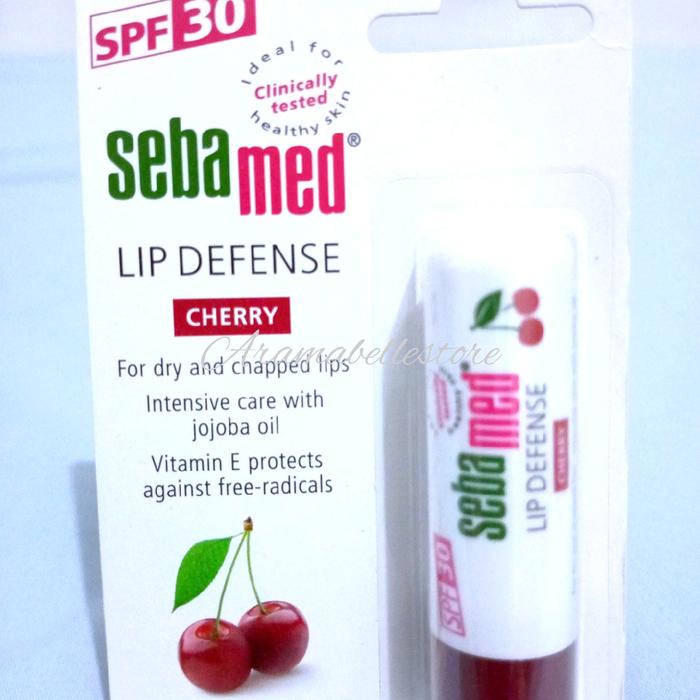 SPF 30
Ideal for
Clinically
tested
healthy skin
sebamed®
LIP DEFENSE
CHERRY
For dry and chapped lips
Aramabellestore
Intensive care with
jojoba oil
Vitamin E protects
against free-radicals
sebamed
LIP DEFENSE
CHERRY
SPF 30